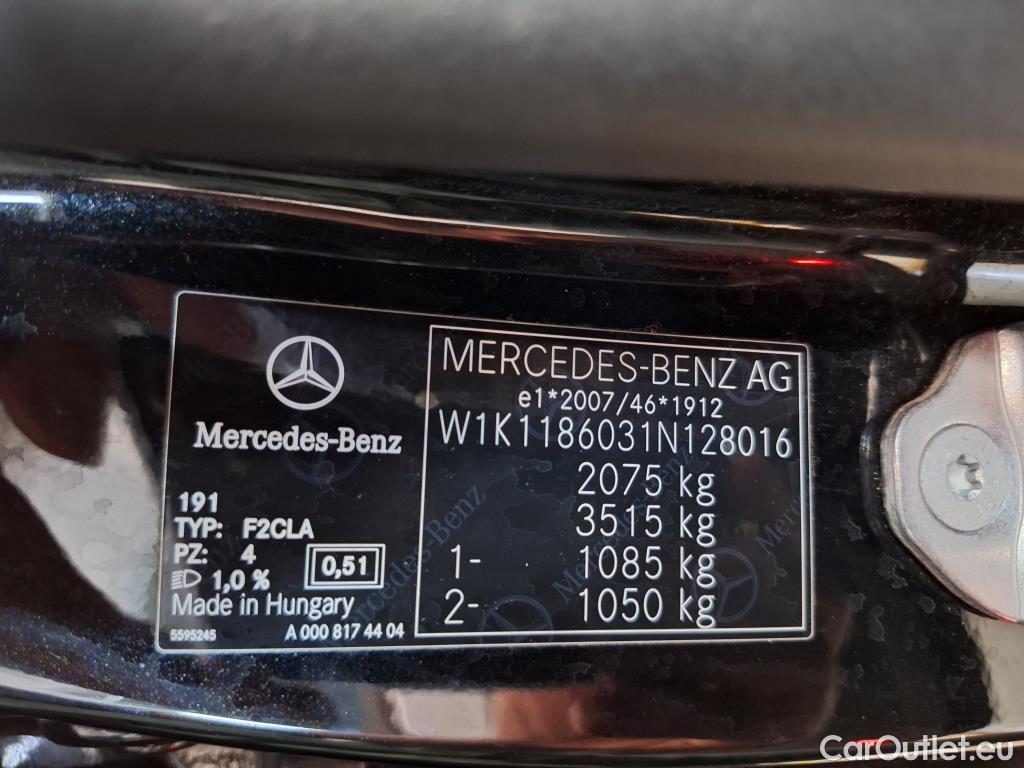 Mercedes-Benz
191
TYP: F2CLA
PZ: 4
1,0 % 0,51
Made in Hungary
5595245 A 000 817 44 04
MERCEDES-BENZ AG
e1*2007/46*1912
W1K1186031N128016
2075 kg
3515 kg
1- 1085 kg
2- 1050 kg
CarOutlet.eu